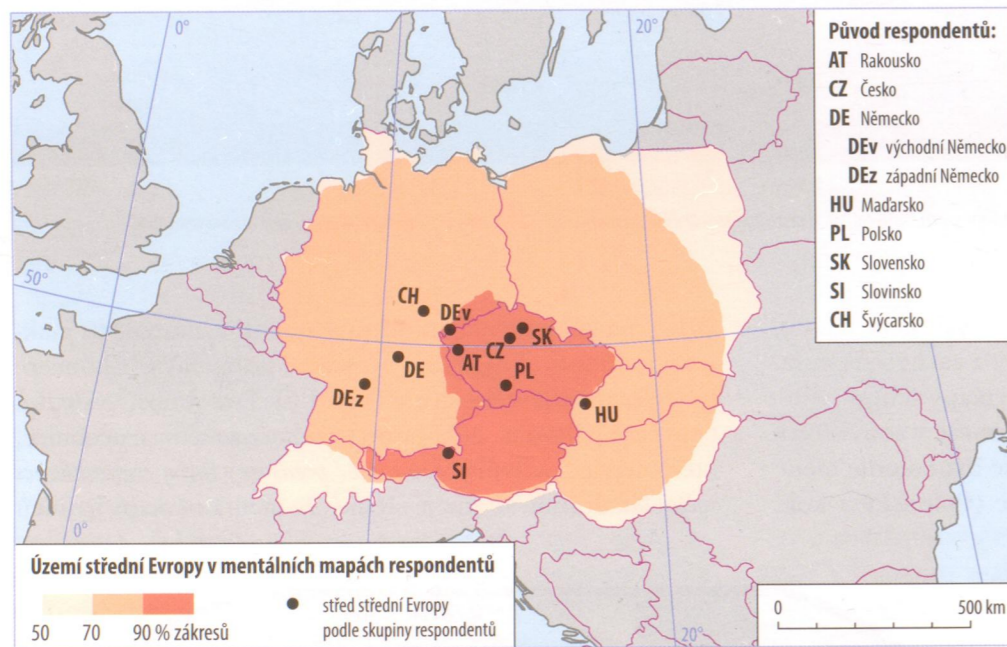 0°
20°
50°
0°
20°
CH
DEv
SK
CZ
AT
DE
PL
DEz
HU
SI
Původ respondentů:
AT Rakousko
CZ Česko
DE Německo
DEv východní Německo
DEz západní Německo
HU Maďarsko
PL Polsko
SK Slovensko
SI Slovinsko
CH Švýcarsko
Území střední Evropy v mentálních mapách respondentů
50 70 90 % zákresů
střed střední Evropy
podle skupiny respondentů
0 500 km